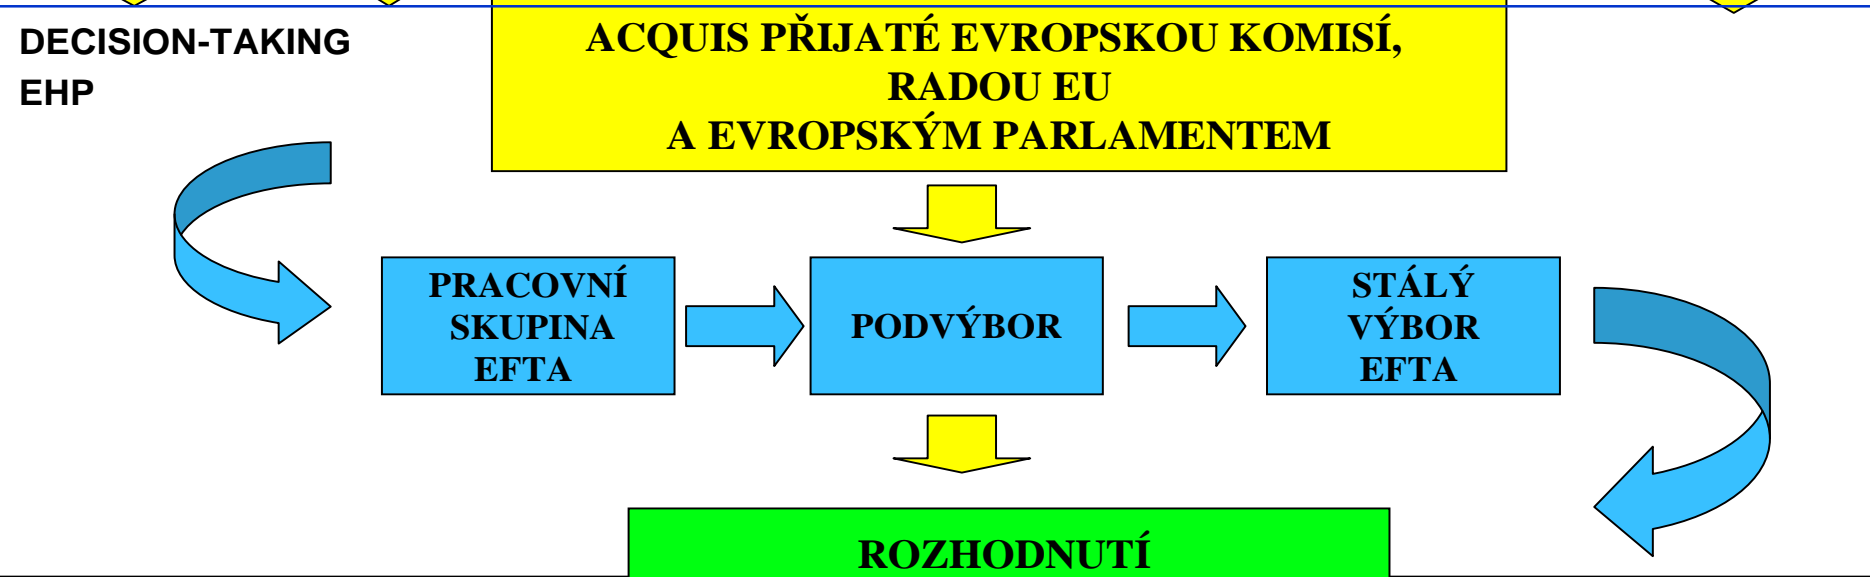 DECISION-TAKING
EHP
ACQUIS PŘIJATÉ EVROPSKOU KOMISÍ,
RADOU EU
A EVROPSKÝM PARLAMENTEM
PRACOVNÍ
SKUPINA
EFTA
PODVÝBOR
STÁLÝ
VÝBOR
EFTA
ROZHODNUTÍ